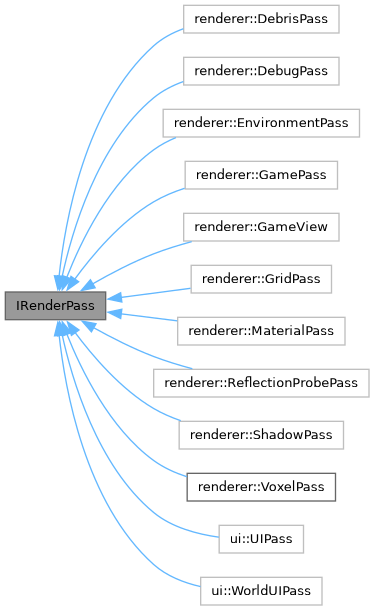 renderer::DebrisPass
renderer::DebugPass
renderer::EnvironmentPass
renderer::GamePass
renderer::GameView
renderer::GridPass
IRenderPass
renderer::MaterialPass
renderer::ReflectionProbePass
renderer::ShadowPass
renderer::VoxelPass
ui::UIPass
ui::WorldUIPass